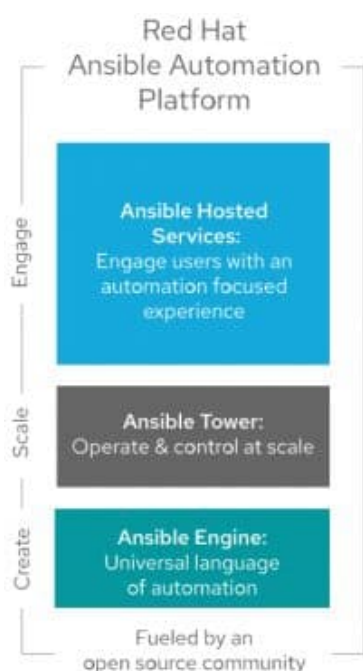 Red Hat
Ansible Automation
Platform
Engage
Ansible Hosted
Services:
Engage users with an
automation focused
experience
Scale
Ansible Tower:
Operate & control at scale
Create
Ansible Engine:
Universal language
of automation
Fueled by an
open source community